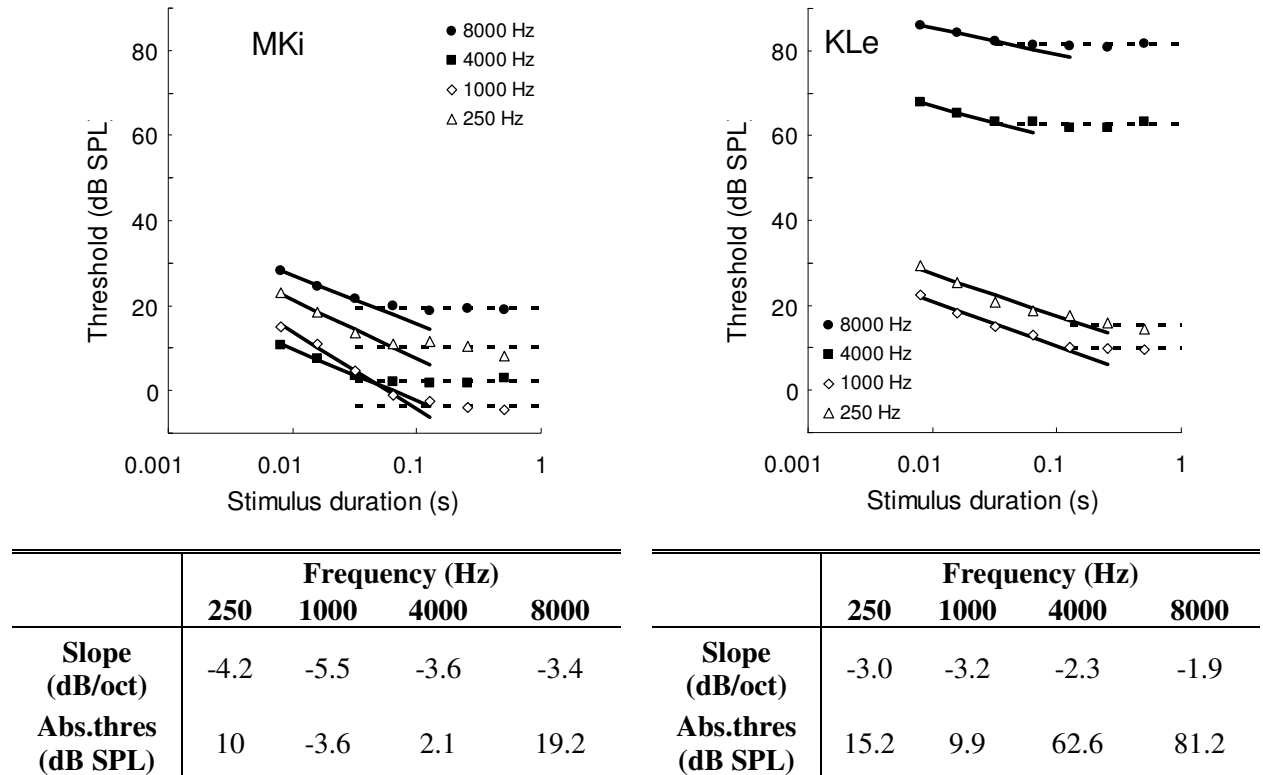 MKi
8000 Hz
4000 Hz
1000 Hz
250 Hz
Threshold (dB SPL)
80
60
40
20
0
0.001 0.01 0.1 1
Stimulus duration (s)
KLe
8000 Hz
4000 Hz
1000 Hz
250 Hz
Threshold (dB SPL)
80
60
40
20
0
0.001 0.01 0.1 1
Stimulus duration (s)
Frequency (Hz)
250 1000 4000 8000
Slope (dB/oct) -4.2 -5.5 -3.6 -3.4
Abs.thres (dB SPL) 10 -3.6 2.1 19.2
Frequency (Hz)
250 1000 4000 8000
Slope (dB/oct) -3.0 -3.2 -2.3 -1.9
Abs.thres (dB SPL) 15.2 9.9 62.6 81.2